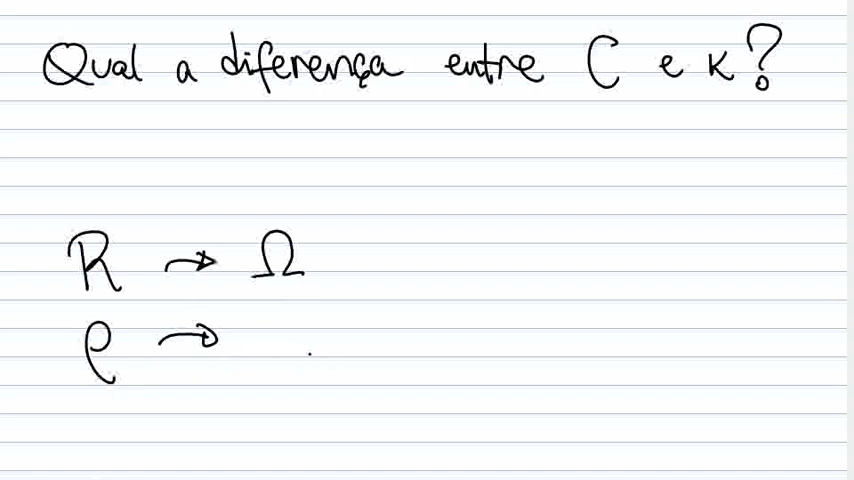 Qual a diferença entre C e κ?
R → Ω
ρ →